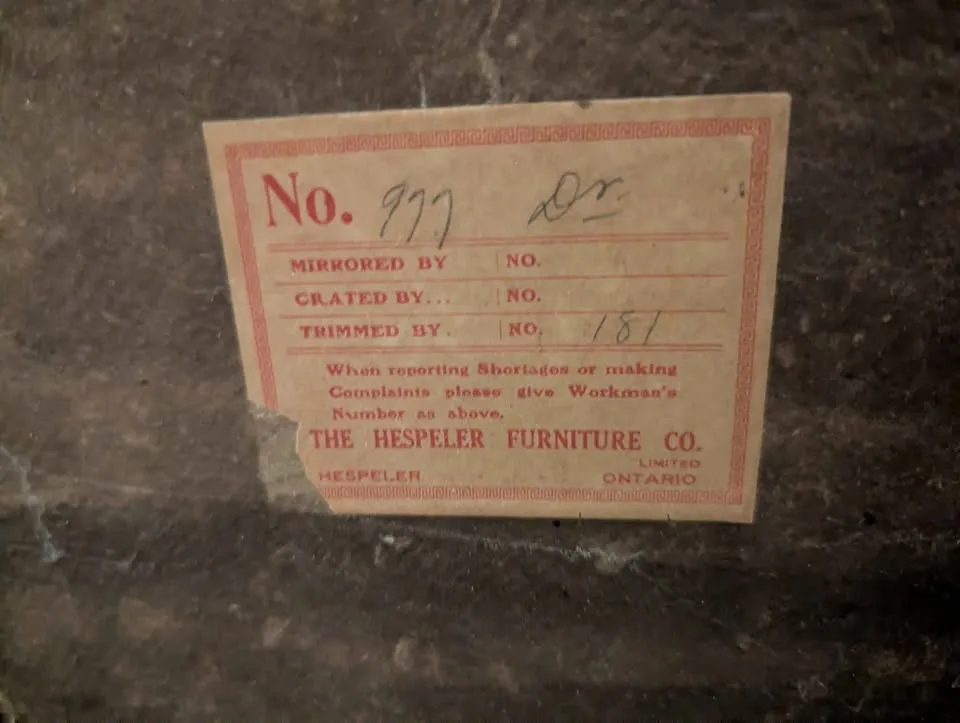 No. 977 Dr.
MIRRORED BY NO.
CRATED BY... NO.
TRIMMED BY. NO. 181
When reporting Shortages or making
Complaints please give Workman's
Number as above.
THE HESPELER FURNITURE CO.
LIMITED
HESPELER ONTARIO